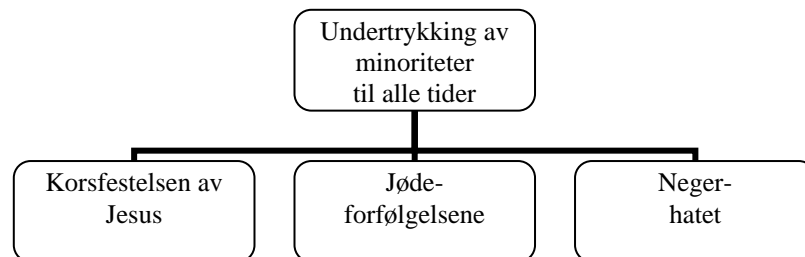 Undertrykking av
minoriteter
til alle tider
Korsfestelsen av
Jesus
Jøde-
forfølgelsene
Neger-
hatet